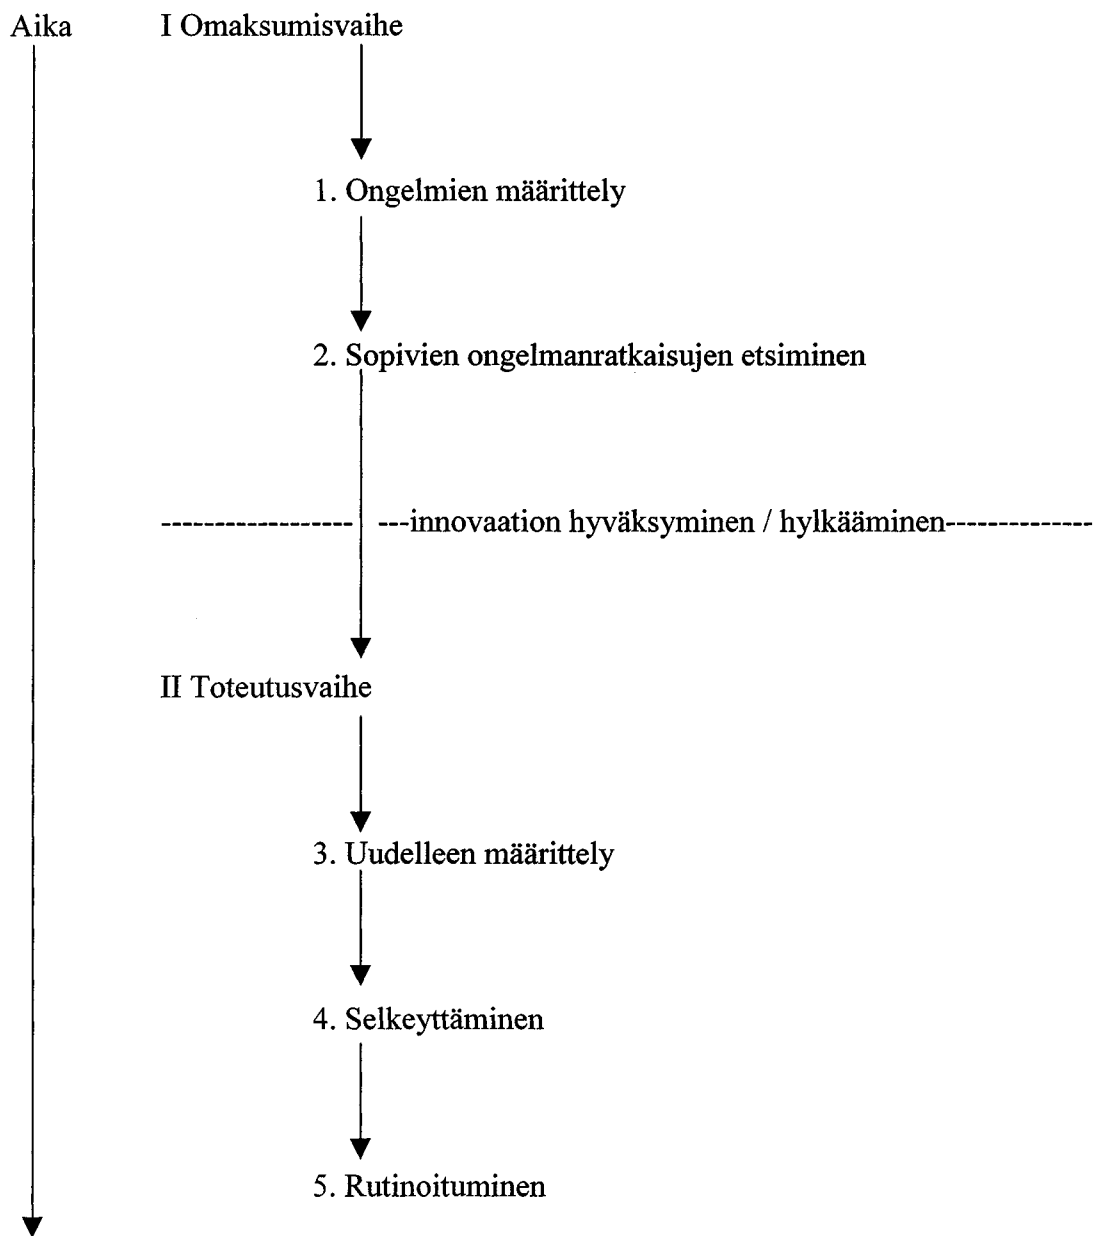 Aika
I Omaksumisvaihe
1. Ongelmien määrittely
2. Sopivien ongelmanratkaisujen etsiminen
------------------ ---innovaation hyväksyminen / hylkääminen--------------
II Toteutusvaihe
3. Uudelleen määrittely
4. Selkeyttäminen
5. Rutinoituminen